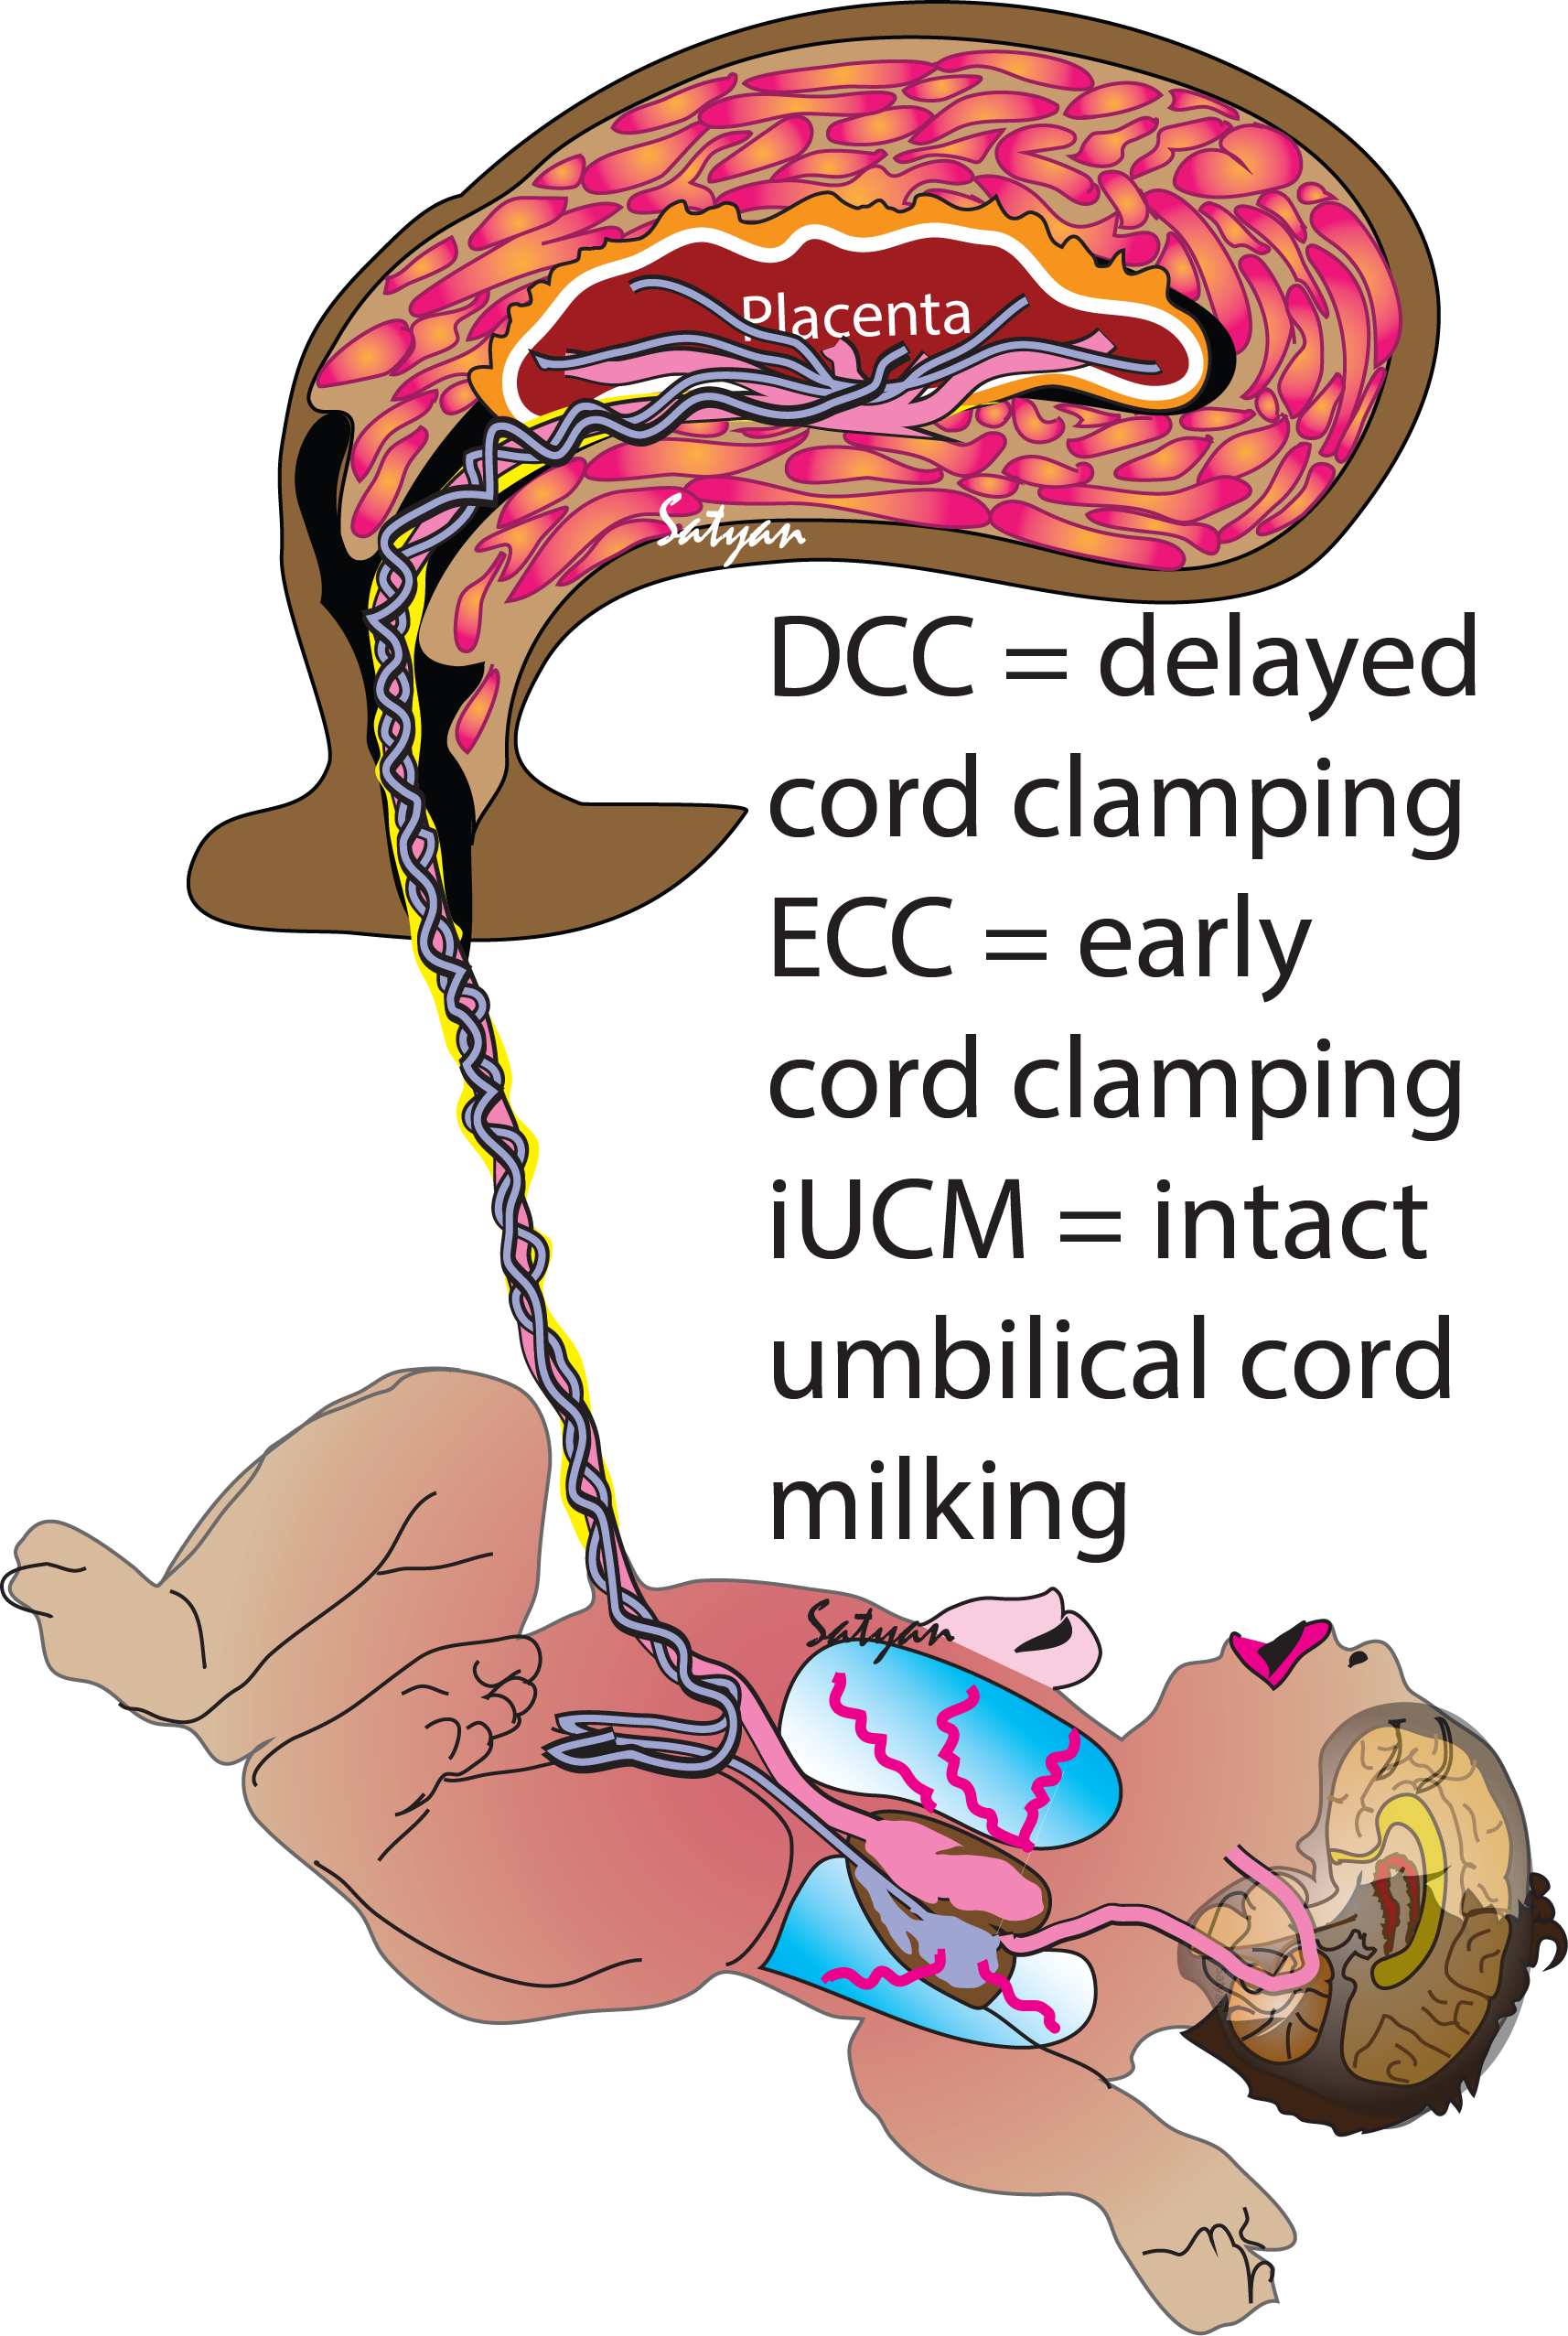 Placenta
Satyan
DCC = delayed
cord clamping
ECC = early
cord clamping
iUCM = intact
umbilical cord
milking
Satyan